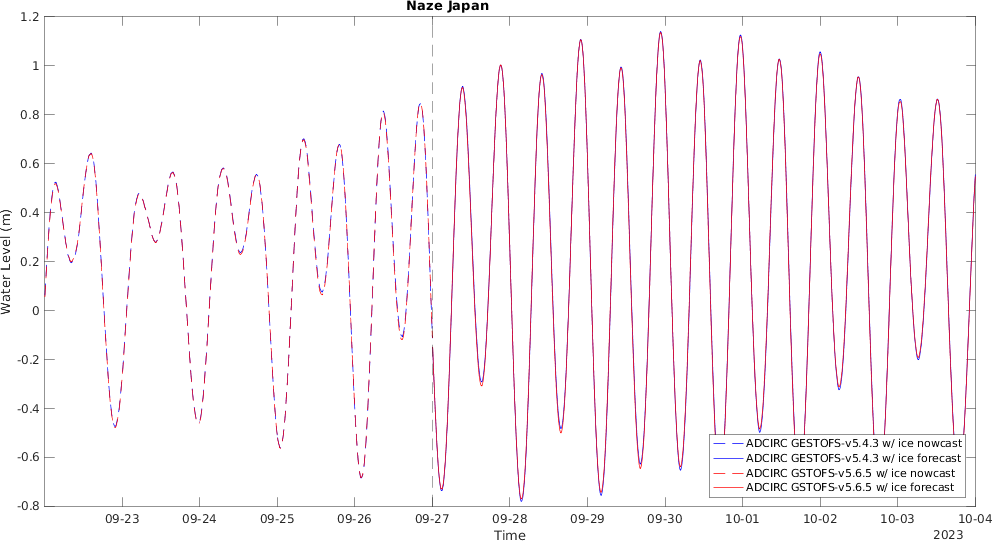 Naze Japan
1.2
1
0.8
0.6
0.4
0.2
0
-0.2
-0.4
-0.6
-0.8
Water Level (m)
09-23 09-24 09-25 09-26 09-27 09-28 09-29 09-30 10-01 10-02 10-03 10-04
Time
2023
ADCIRC GESTOFS-v5.4.3 w/ ice nowcast
ADCIRC GESTOFS-v5.4.3 w/ ice forecast
ADCIRC GSTOFS-v5.6.5 w/ ice nowcast
ADCIRC GSTOFS-v5.6.5 w/ ice forecast